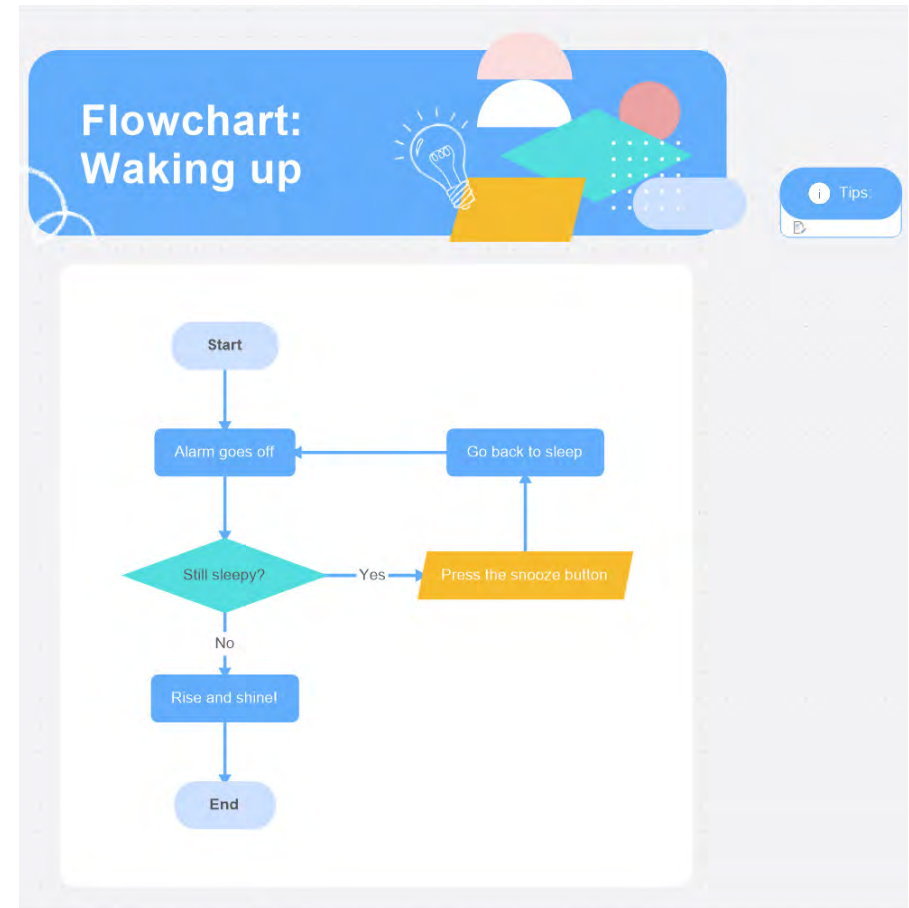 Flowchart:
Waking up
i Tips:
Start
Alarm goes off
Go back to sleep
Still sleepy?
Yes
Press the snooze button
No
Rise and shine!
End